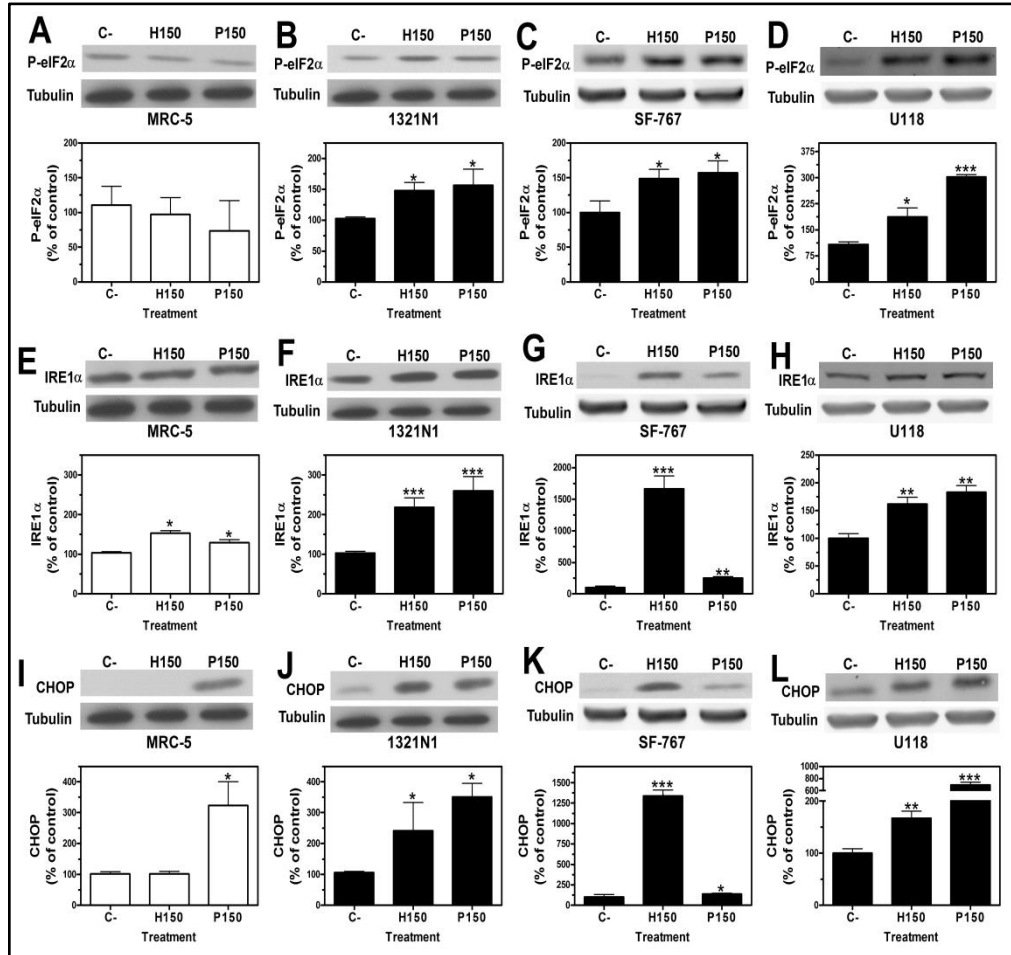 A
C- H150 P150
P-eIF2α
Tubulin
MRC-5
P-eIF2α
(% of control)
200
150
100
50
0
C- H150 P150
Treatment
B
C- H150 P150
P-eIF2α
Tubulin
1321N1
P-eIF2α
(% of control)
200
150
100
50
0
* *
C- H150 P150
Treatment
C
C- H150 P150
P-eIF2α
Tubulin
SF-767
P-eIF2α
(% of control)
200
150
100
50
0
* *
C- H150 P150
Treatment
D
C- H150 P150
P-eIF2α
Tubulin
U118
P-eIF2α
(% of control)
375
300
225
150
75
0
* ***
C- H150 P150
Treatment
E
C- H150 P150
IRE1α
Tubulin
MRC-5
IRE1α
(% of control)
300
200
100
0
* *
C- H150 P150
Treatment
F
C- H150 P150
IRE1α
Tubulin
1321N1
IRE1α
(% of control)
300
200
100
0
*** ***
C- H150 P150
Treatment
G
C- H150 P150
IRE1α
Tubulin
SF-767
IRE1α
(% of control)
2000
1750
1500
1250
1000
750
500
250
0
*** **
C- H150 P150
Treatment
H
C- H150 P150
IRE1α
Tubulin
U118
IRE1α
(% of control)
250
200
150
100
50
0
** **
C- H150 P150
Treatment
I
C- H150 P150
CHOP
Tubulin
MRC-5
CHOP
(% of control)
400
300
200
100
0
*
C- H150 P150
Treatment
J
C- H150 P150
CHOP
Tubulin
1321N1
CHOP
(% of control)
400
300
200
100
0
* *
C- H150 P150
Treatment
K
C- H150 P150
CHOP
Tubulin
SF-767
CHOP
(% of control)
1500
1250
1000
750
500
250
0
*** *
C- H150 P150
Treatment
L
C- H150 P150
CHOP
Tubulin
U118
CHOP
(% of control)
1000
800
600
200
100
0
** ***
C- H150 P150
Treatment